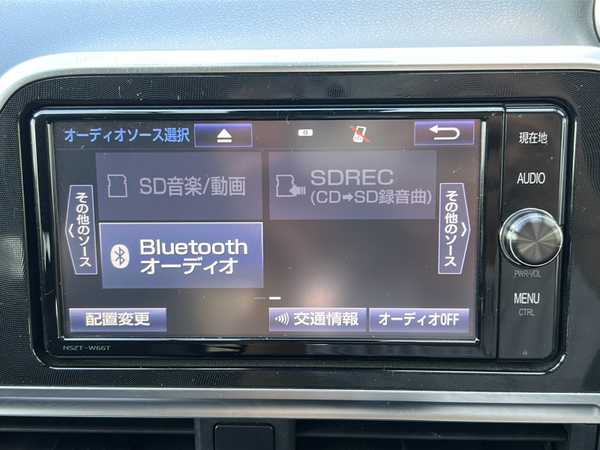 オーディオソース選択
その他のソース
SD音楽/動画
SDREC
(CD➡SD録音曲)
その他のソース
Bluetooth
オーディオ
配置変更
交通情報
オーディオOFF
NSZT-W66T
現在地
AUDIO
PWR•VOL
MENU
CTRL